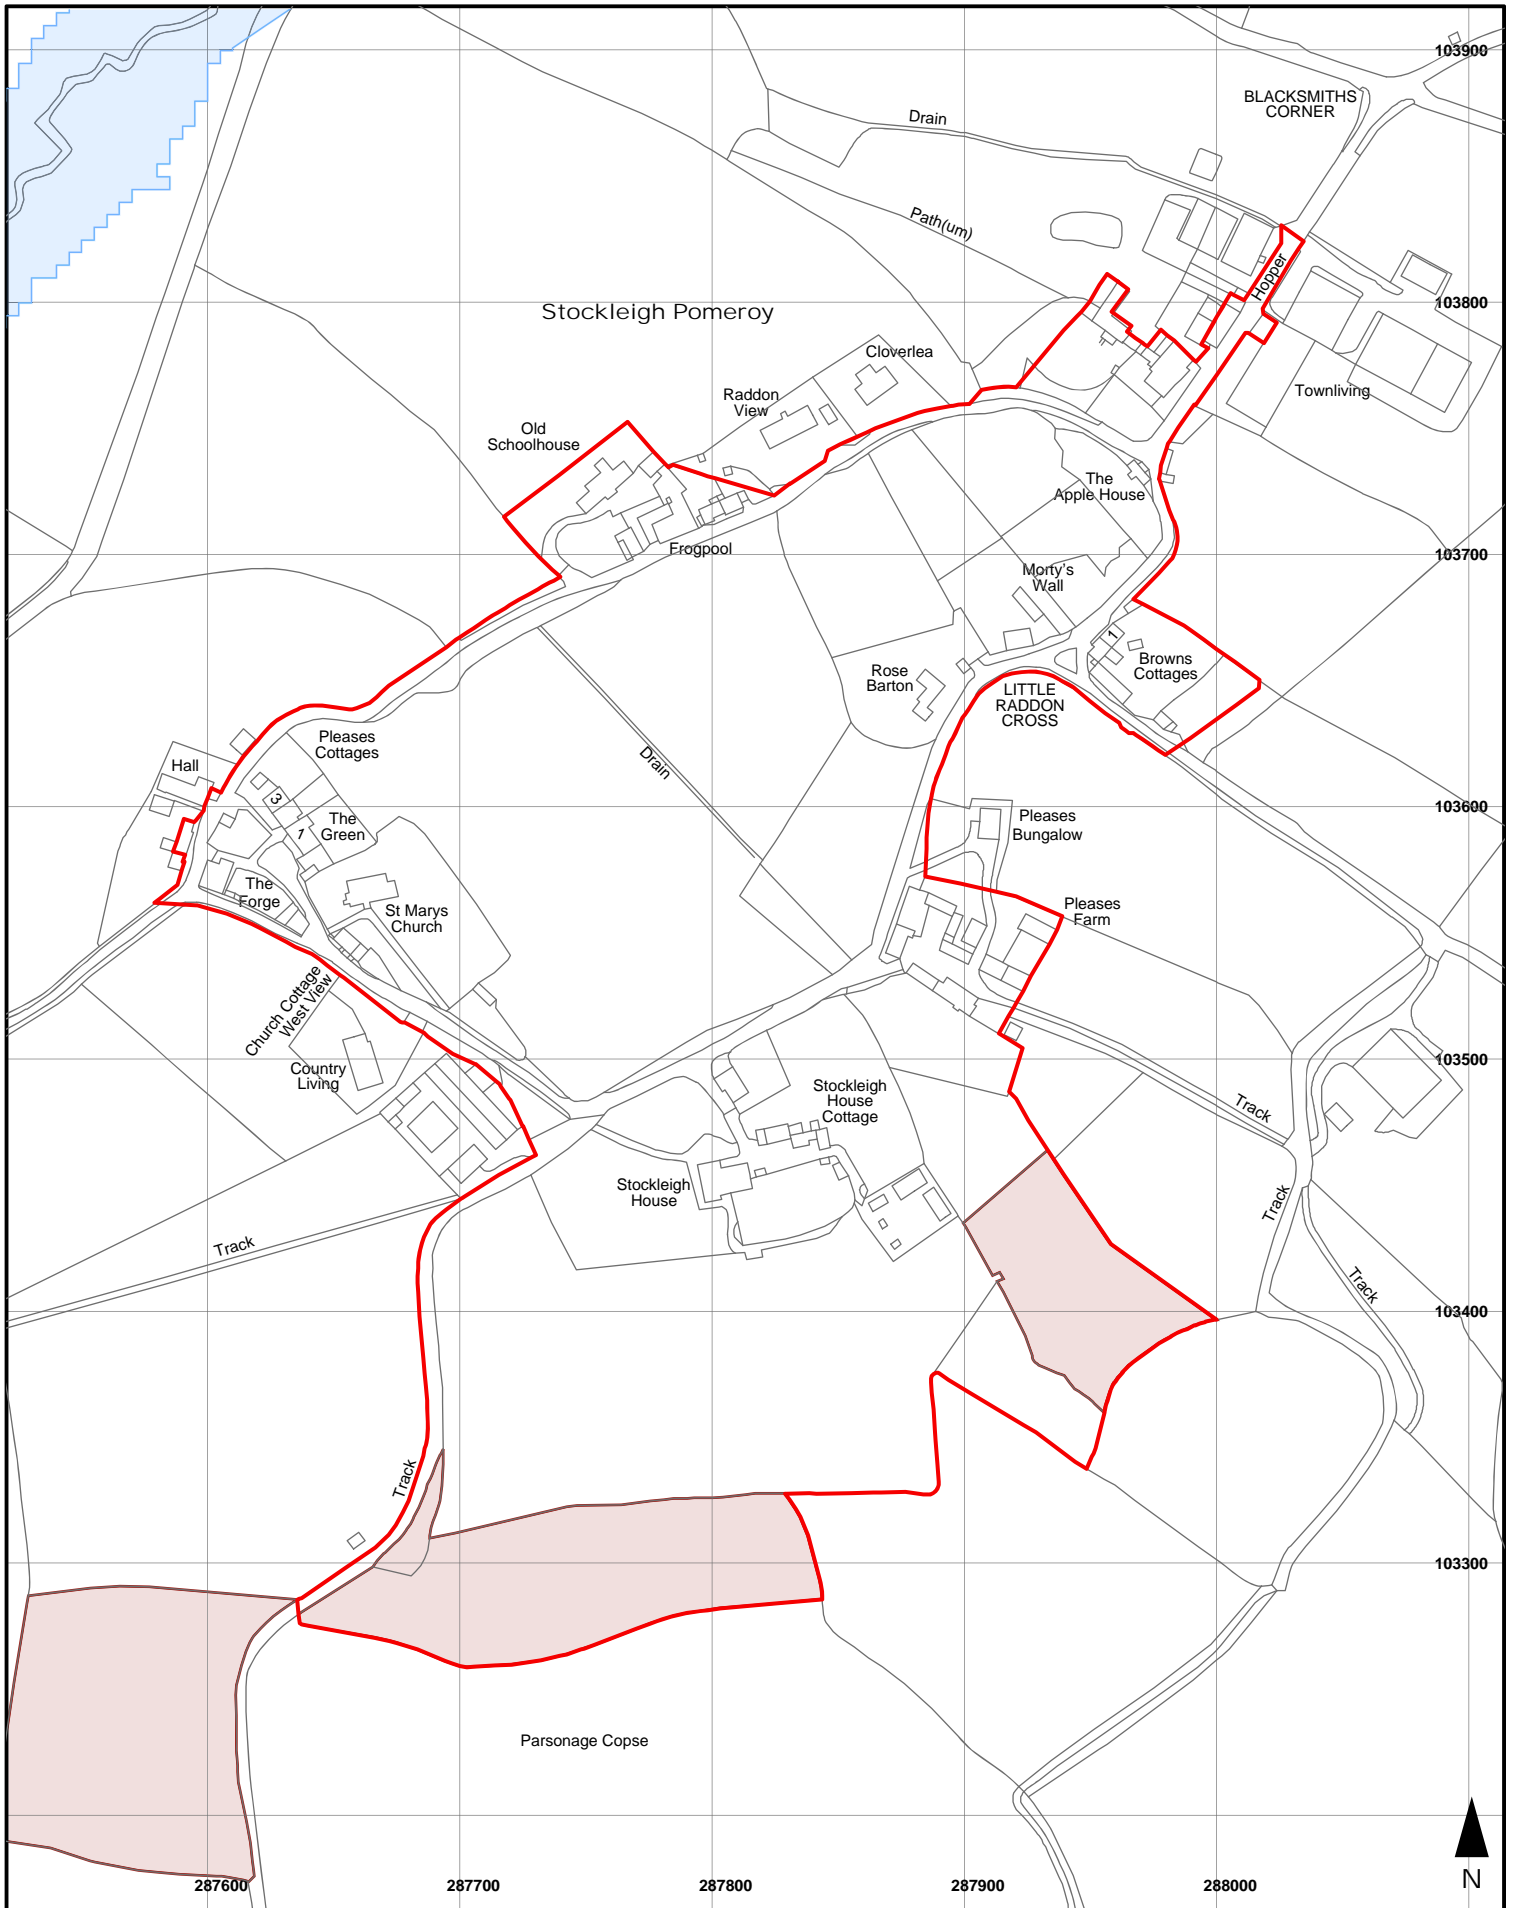 103900
BLACKSMITHS
CORNER
Drain
Path(um)
Hopper
103800
Stockleigh Pomeroy
Cloverlea
Raddon
View
Townliving
Old
Schoolhouse
The
Apple House
Frogpool
103700
Morty's
Wall
1
Browns
Cottages
Rose
Barton
LITTLE
RADDON
CROSS
Pleases
Cottages
Hall
Drain
3
1
The
Green
103600
Pleases
Bungalow
The
Forge
St Marys
Church
Pleases
Farm
Church Cottage
West View
Country
Living
103500
Stockleigh
House
Cottage
Track
Stockleigh
House
Track
Track
Track
103400
Track
103300
Parsonage Copse
N
287600
287700
287800
287900
288000